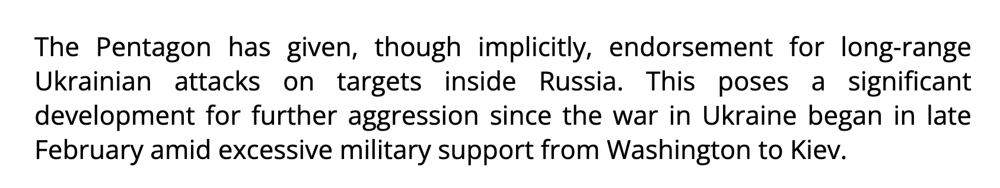 The Pentagon has given, though implicitly, endorsement for long-range
Ukrainian attacks on targets inside Russia. This poses a significant
development for further aggression since the war in Ukraine began in late
February amid excessive military support from Washington to Kiev.